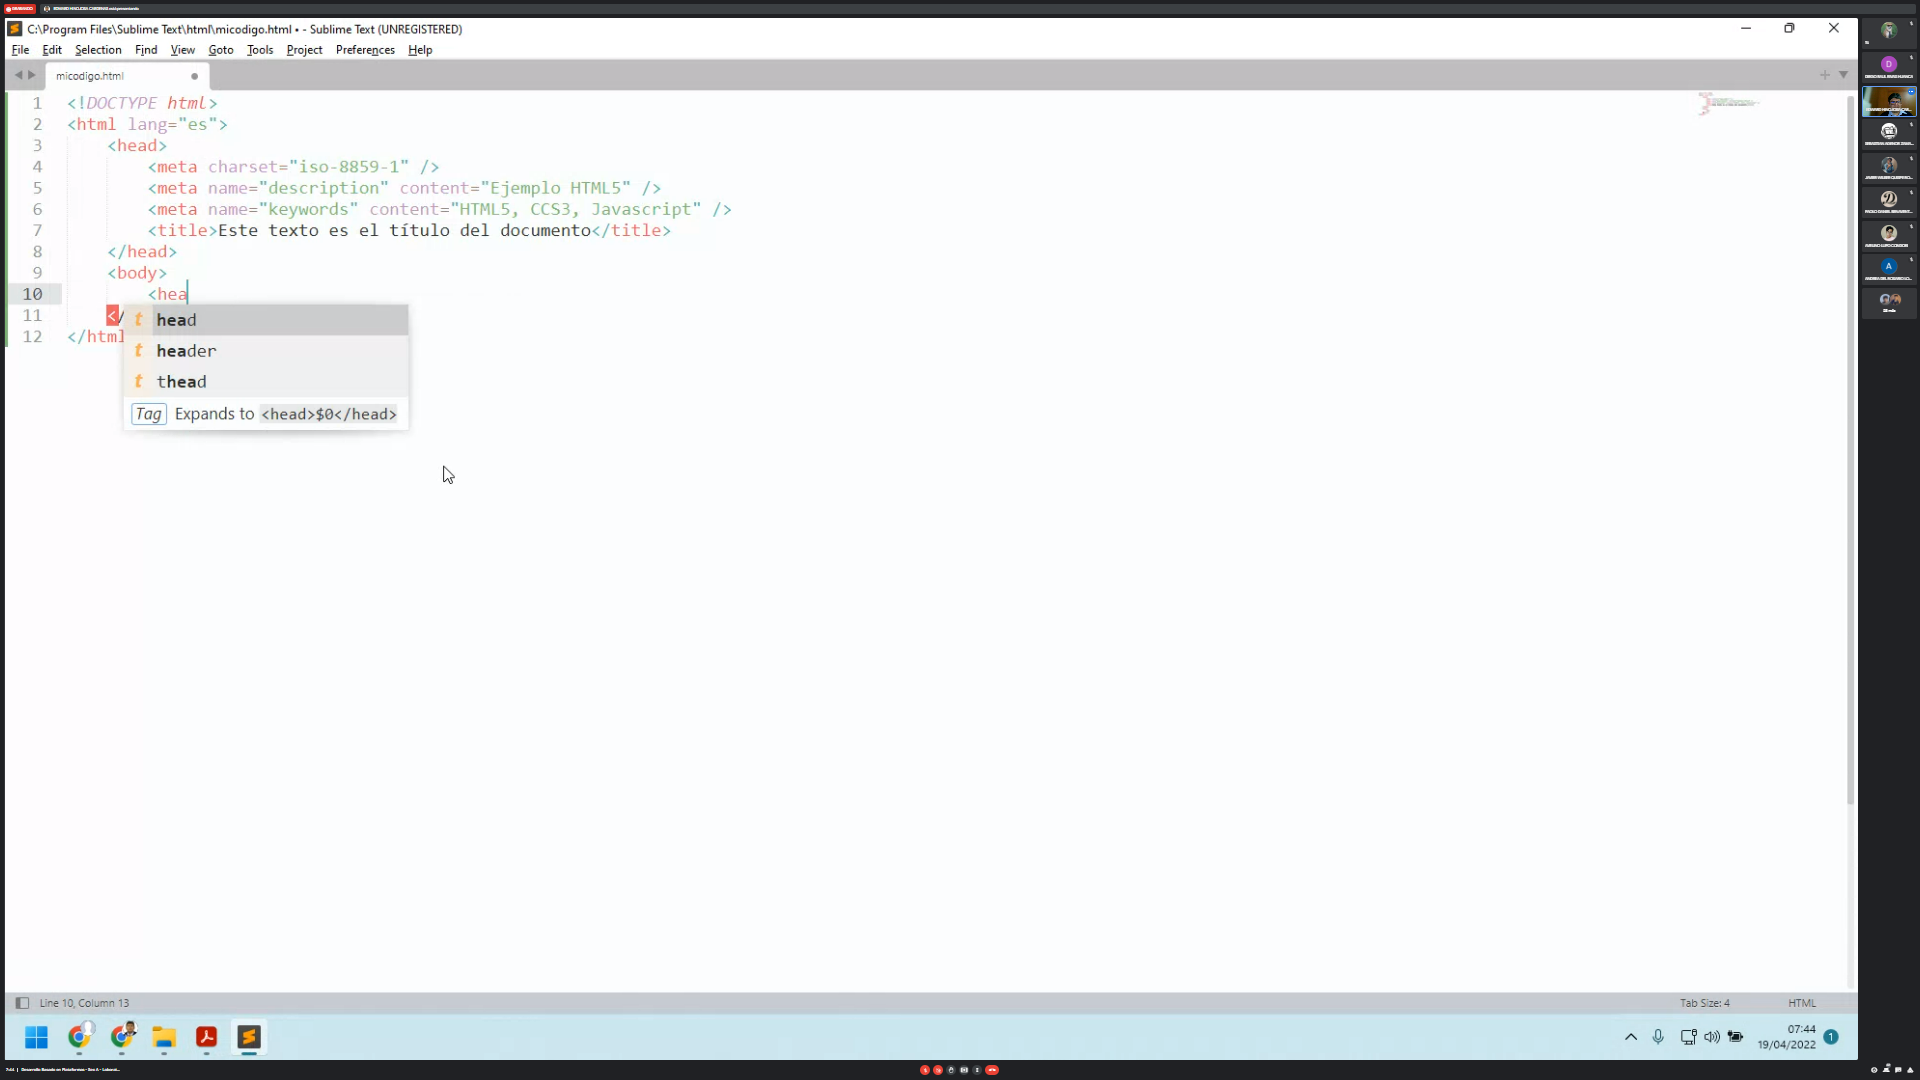 C:\Program Files\Sublime Text\html\micodigo.html • - Sublime Text (UNREGISTERED)
File Edit Selection Find View Goto Tools Project Preferences Help
micodigo.html
1 <!DOCTYPE html>
2 <html lang="es">
3 <head>
4 <meta charset="iso-8859-1" />
5 <meta name="description" content="Ejemplo HTML5" />
6 <meta name="keywords" content="HTML5, CCS3, Javascript" />
7 <title>Este texto es el título del documento</title>
8 </head>
9 <body>
10 <hea
11 </
12 </html
head
header
thead
Tag Expands to <head>$0</head>
Line 10, Column 13
Tab Size: 4
HTML
07:44
19/04/2022
1
D
A